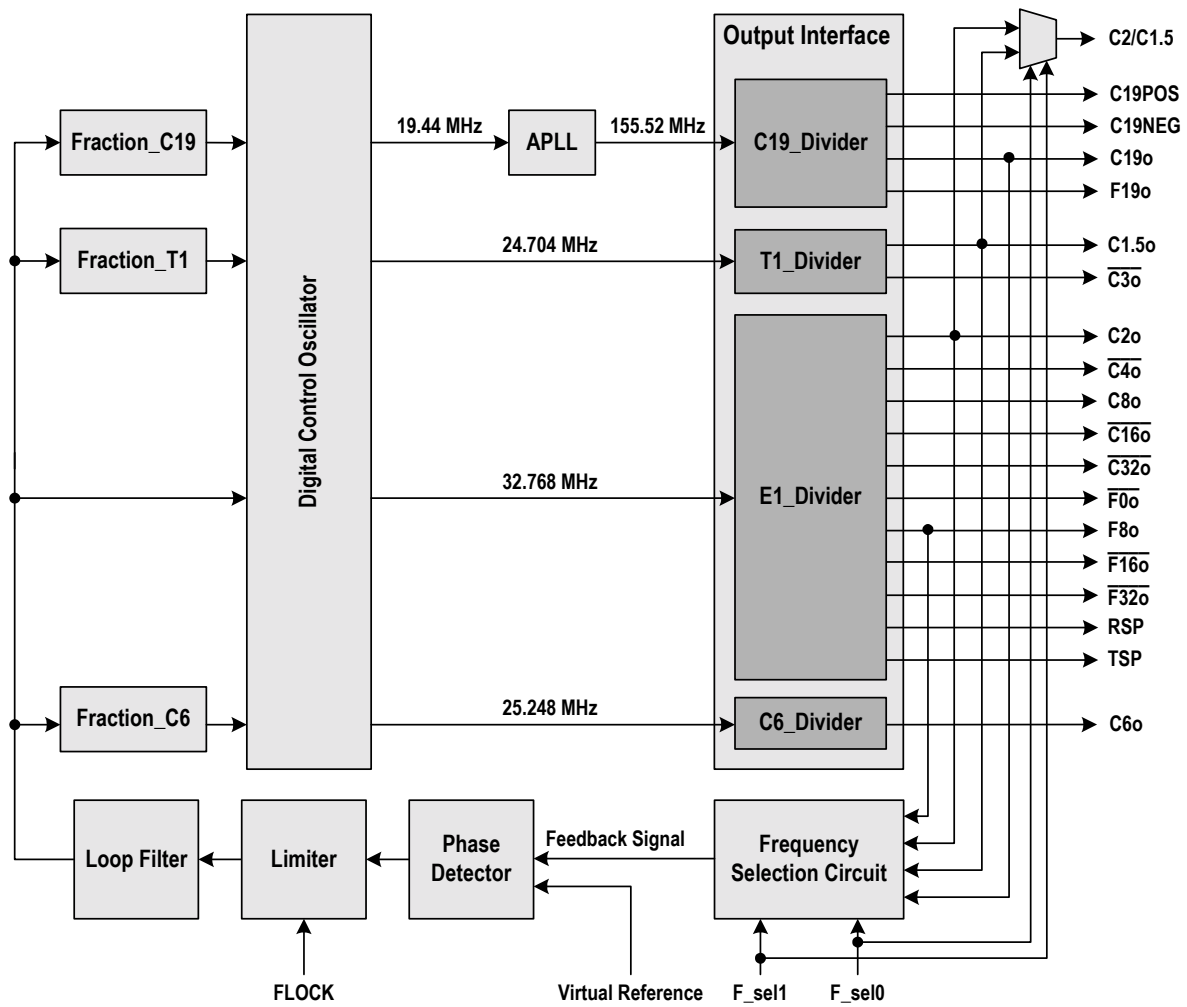 Output Interface
C2/C1.5
C19POS
Fraction_C19
19.44 MHz
APLL
155.52 MHz
C19_Divider
C19NEG
C19o
F19o
Fraction_T1
24.704 MHz
T1_Divider
C1.5o
C3o
Digital Control Oscillator
C2o
C4o
C8o
C16o
C32o
32.768 MHz
E1_Divider
F0o
F8o
F16o
F32o
RSP
TSP
Fraction_C6
25.248 MHz
C6_Divider
C6o
Loop Filter
Limiter
Phase
Detector
Feedback Signal
Frequency
Selection Circuit
FLOCK
Virtual Reference
F_sel1
F_sel0